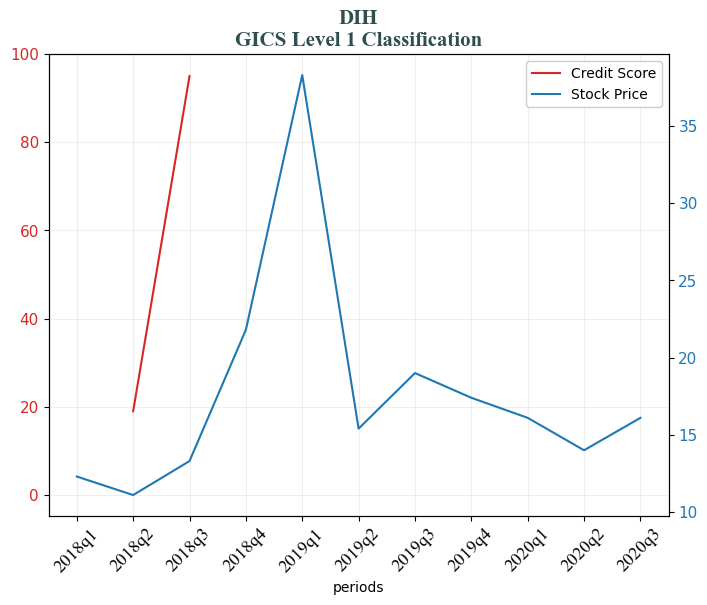 DIH
GICS Level 1 Classification
100
80
60
40
20
0
Credit Score
Stock Price
35
30
25
20
15
10
2018q1
2018q2
2018q3
2018q4
2019q1
2019q2
2019q3
2019q4
2020q1
2020q2
2020q3
periods